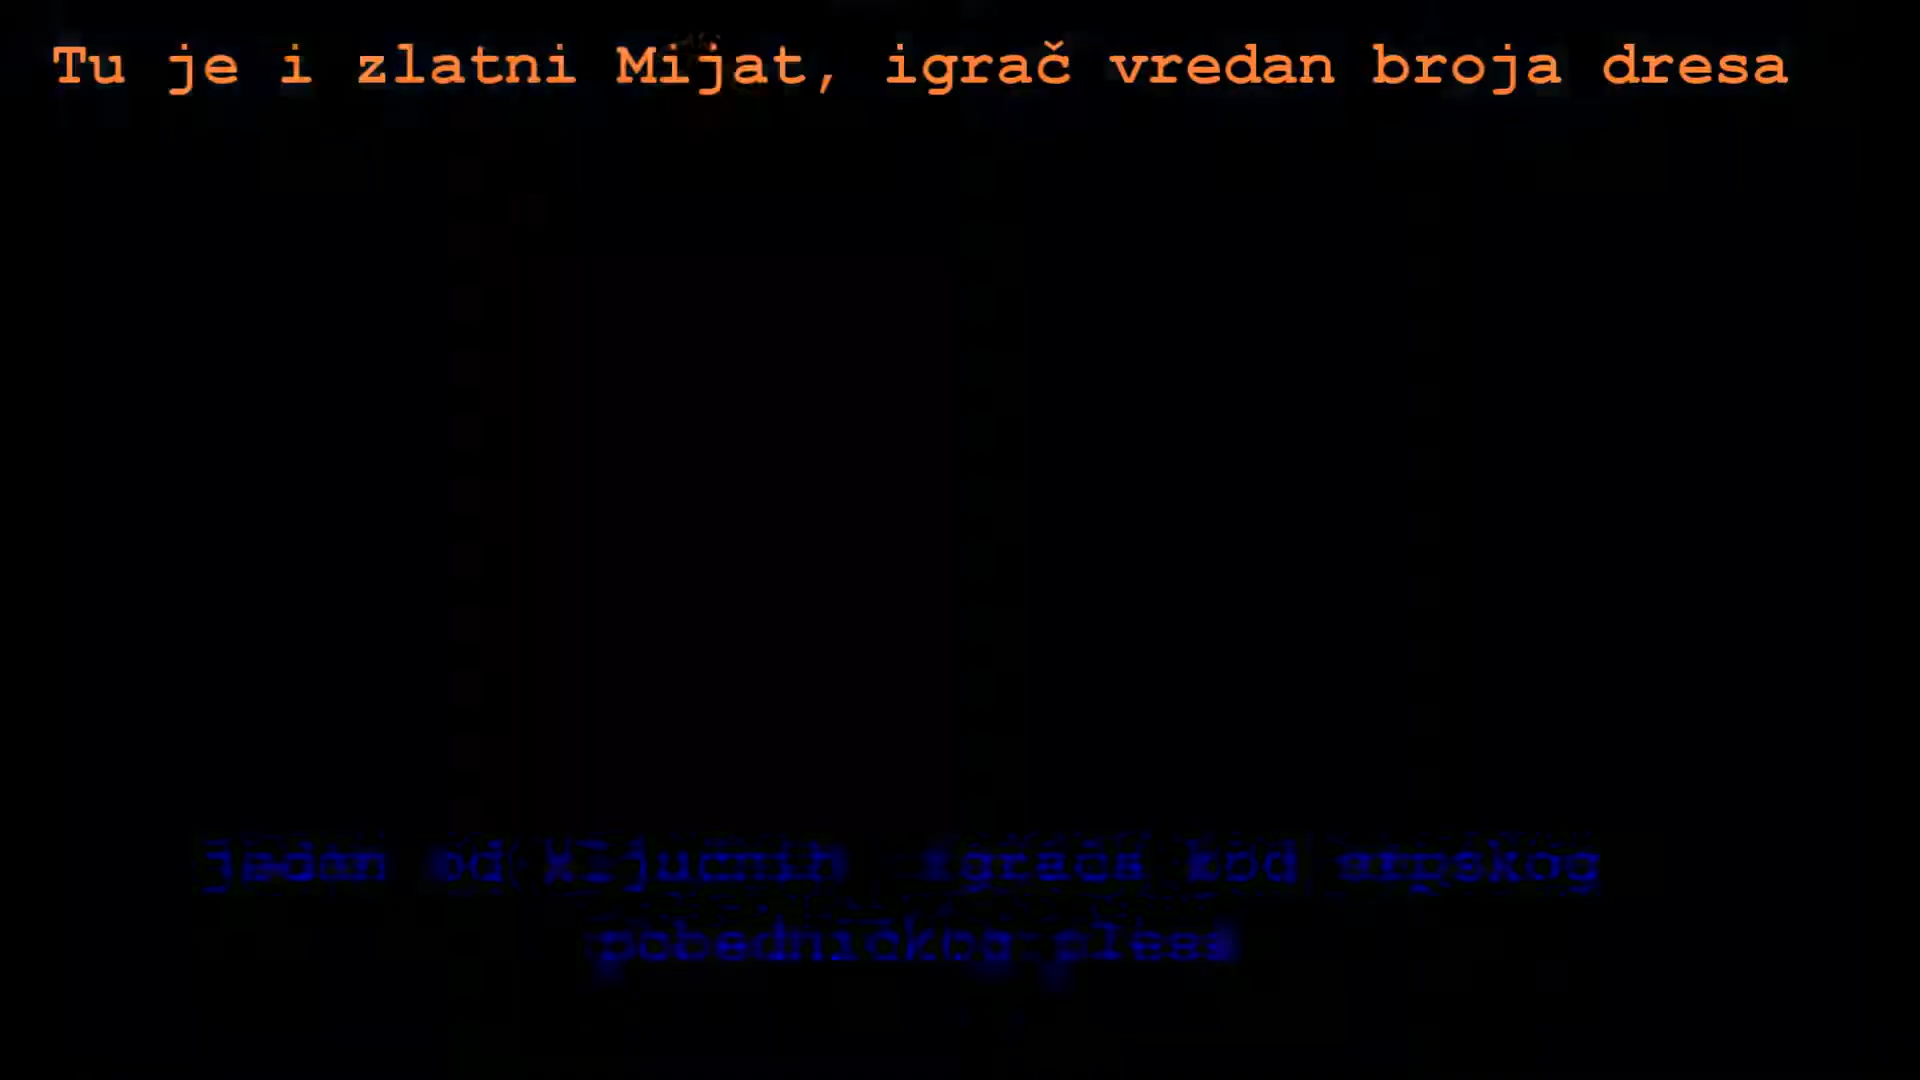 Tu je i zlatni Mijat, igrač vredan broja dresa
jedan od ključnih igrača kod srpskog
pobedničkog plesa